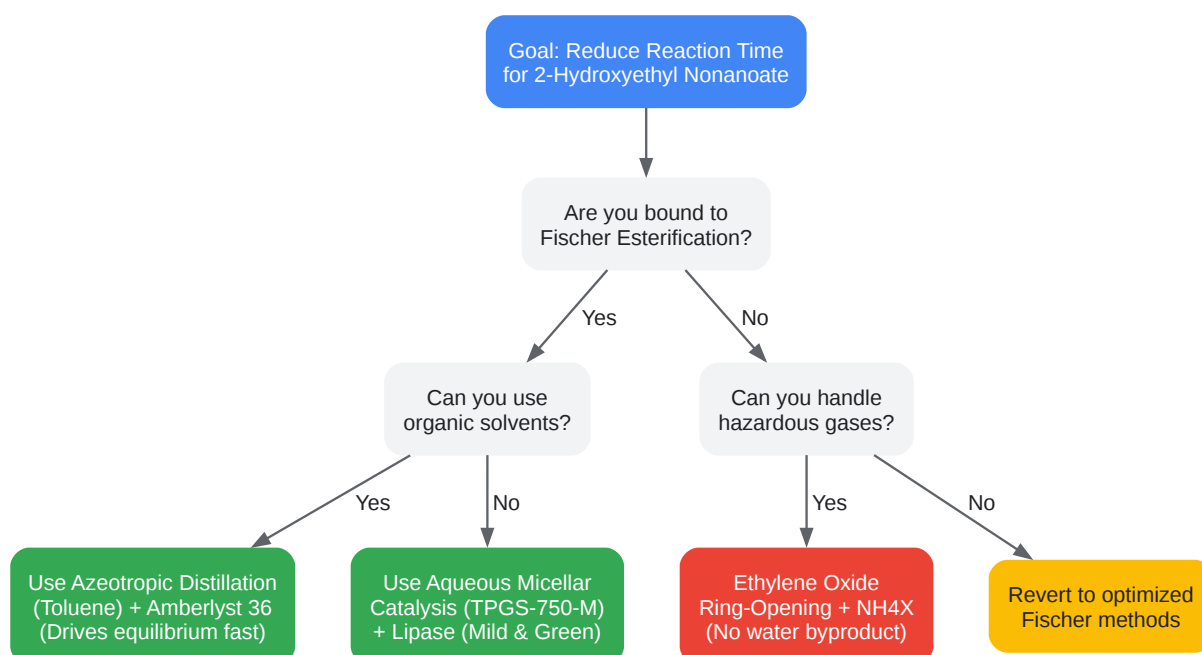 Goal: Reduce Reaction Time
for 2-Hydroxyethyl Nonanoate
Are you bound to
Fischer Esterification?
Yes
No
Can you use
organic solvents?
Can you handle
hazardous gases?
Yes
No
Yes
No
Use Azeotropic Distillation
(Toluene) + Amberlyst 36
(Drives equilibrium fast)
Use Aqueous Micellar
Catalysis (TPGS-750-M)
+ Lipase (Mild & Green)
Ethylene Oxide
Ring-Opening + NH4X
(No water byproduct)
Revert to optimized
Fischer methods